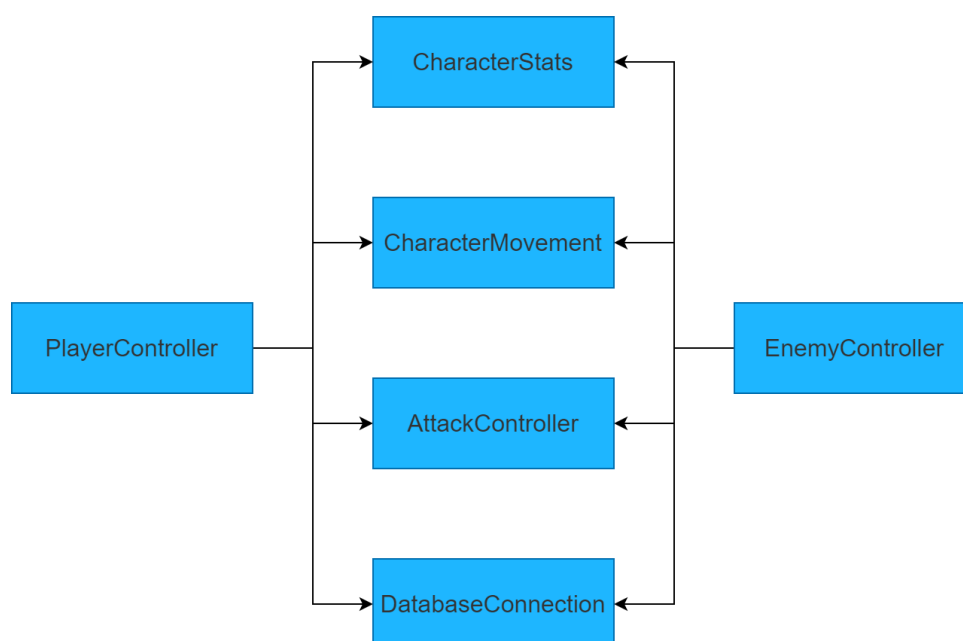 CharacterStats
CharacterMovement
PlayerController
EnemyController
AttackController
DatabaseConnection